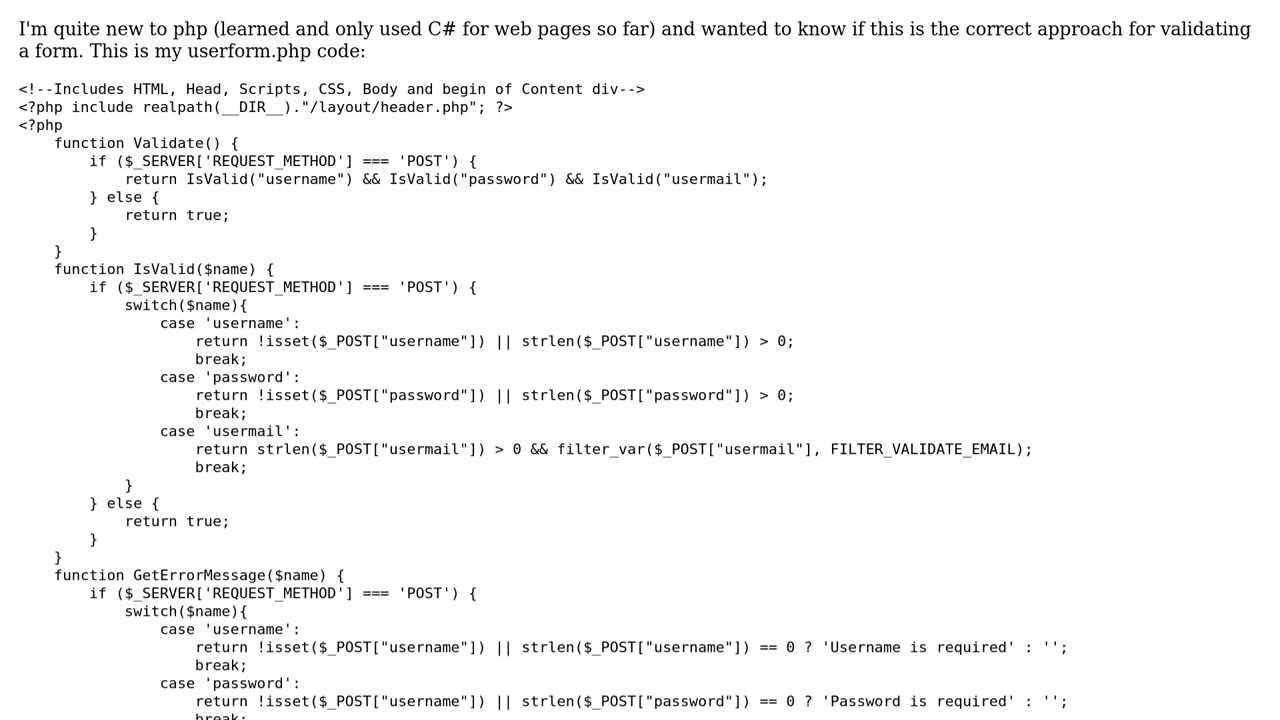 I'm quite new to php (learned and only used C# for web pages so far) and wanted to know if this is the correct approach for validating
a form. This is my userform.php code:
<!--Includes HTML, Head, Scripts, CSS, Body and begin of Content div-->
<?php include realpath(__DIR__)."/layout/header.php"; ?>
<?php
    function Validate() {
        if ($_SERVER['REQUEST_METHOD'] === 'POST') {
            return IsValid("username") && IsValid("password") && IsValid("usermail");
        } else {
            return true;
        }
    }
    function IsValid($name) {
        if ($_SERVER['REQUEST_METHOD'] === 'POST') {
            switch($name){
                case 'username':
                    return !isset($_POST["username"]) || strlen($_POST["username"]) > 0;
                    break;
                case 'password':
                    return !isset($_POST["password"]) || strlen($_POST["password"]) > 0;
                    break;
                case 'usermail':
                    return strlen($_POST["usermail"]) > 0 && filter_var($_POST["usermail"], FILTER_VALIDATE_EMAIL);
                    break;
            }
        } else {
            return true;
        }
    }
    function GetErrorMessage($name) {
        if ($_SERVER['REQUEST_METHOD'] === 'POST') {
            switch($name){
                case 'username':
                    return !isset($_POST["username"]) || strlen($_POST["username"]) == 0 ? 'Username is required' : '';
                    break;
                case 'password':
                    return !isset($_POST["username"]) || strlen($_POST["password"]) == 0 ? 'Password is required' : '';
                    break;